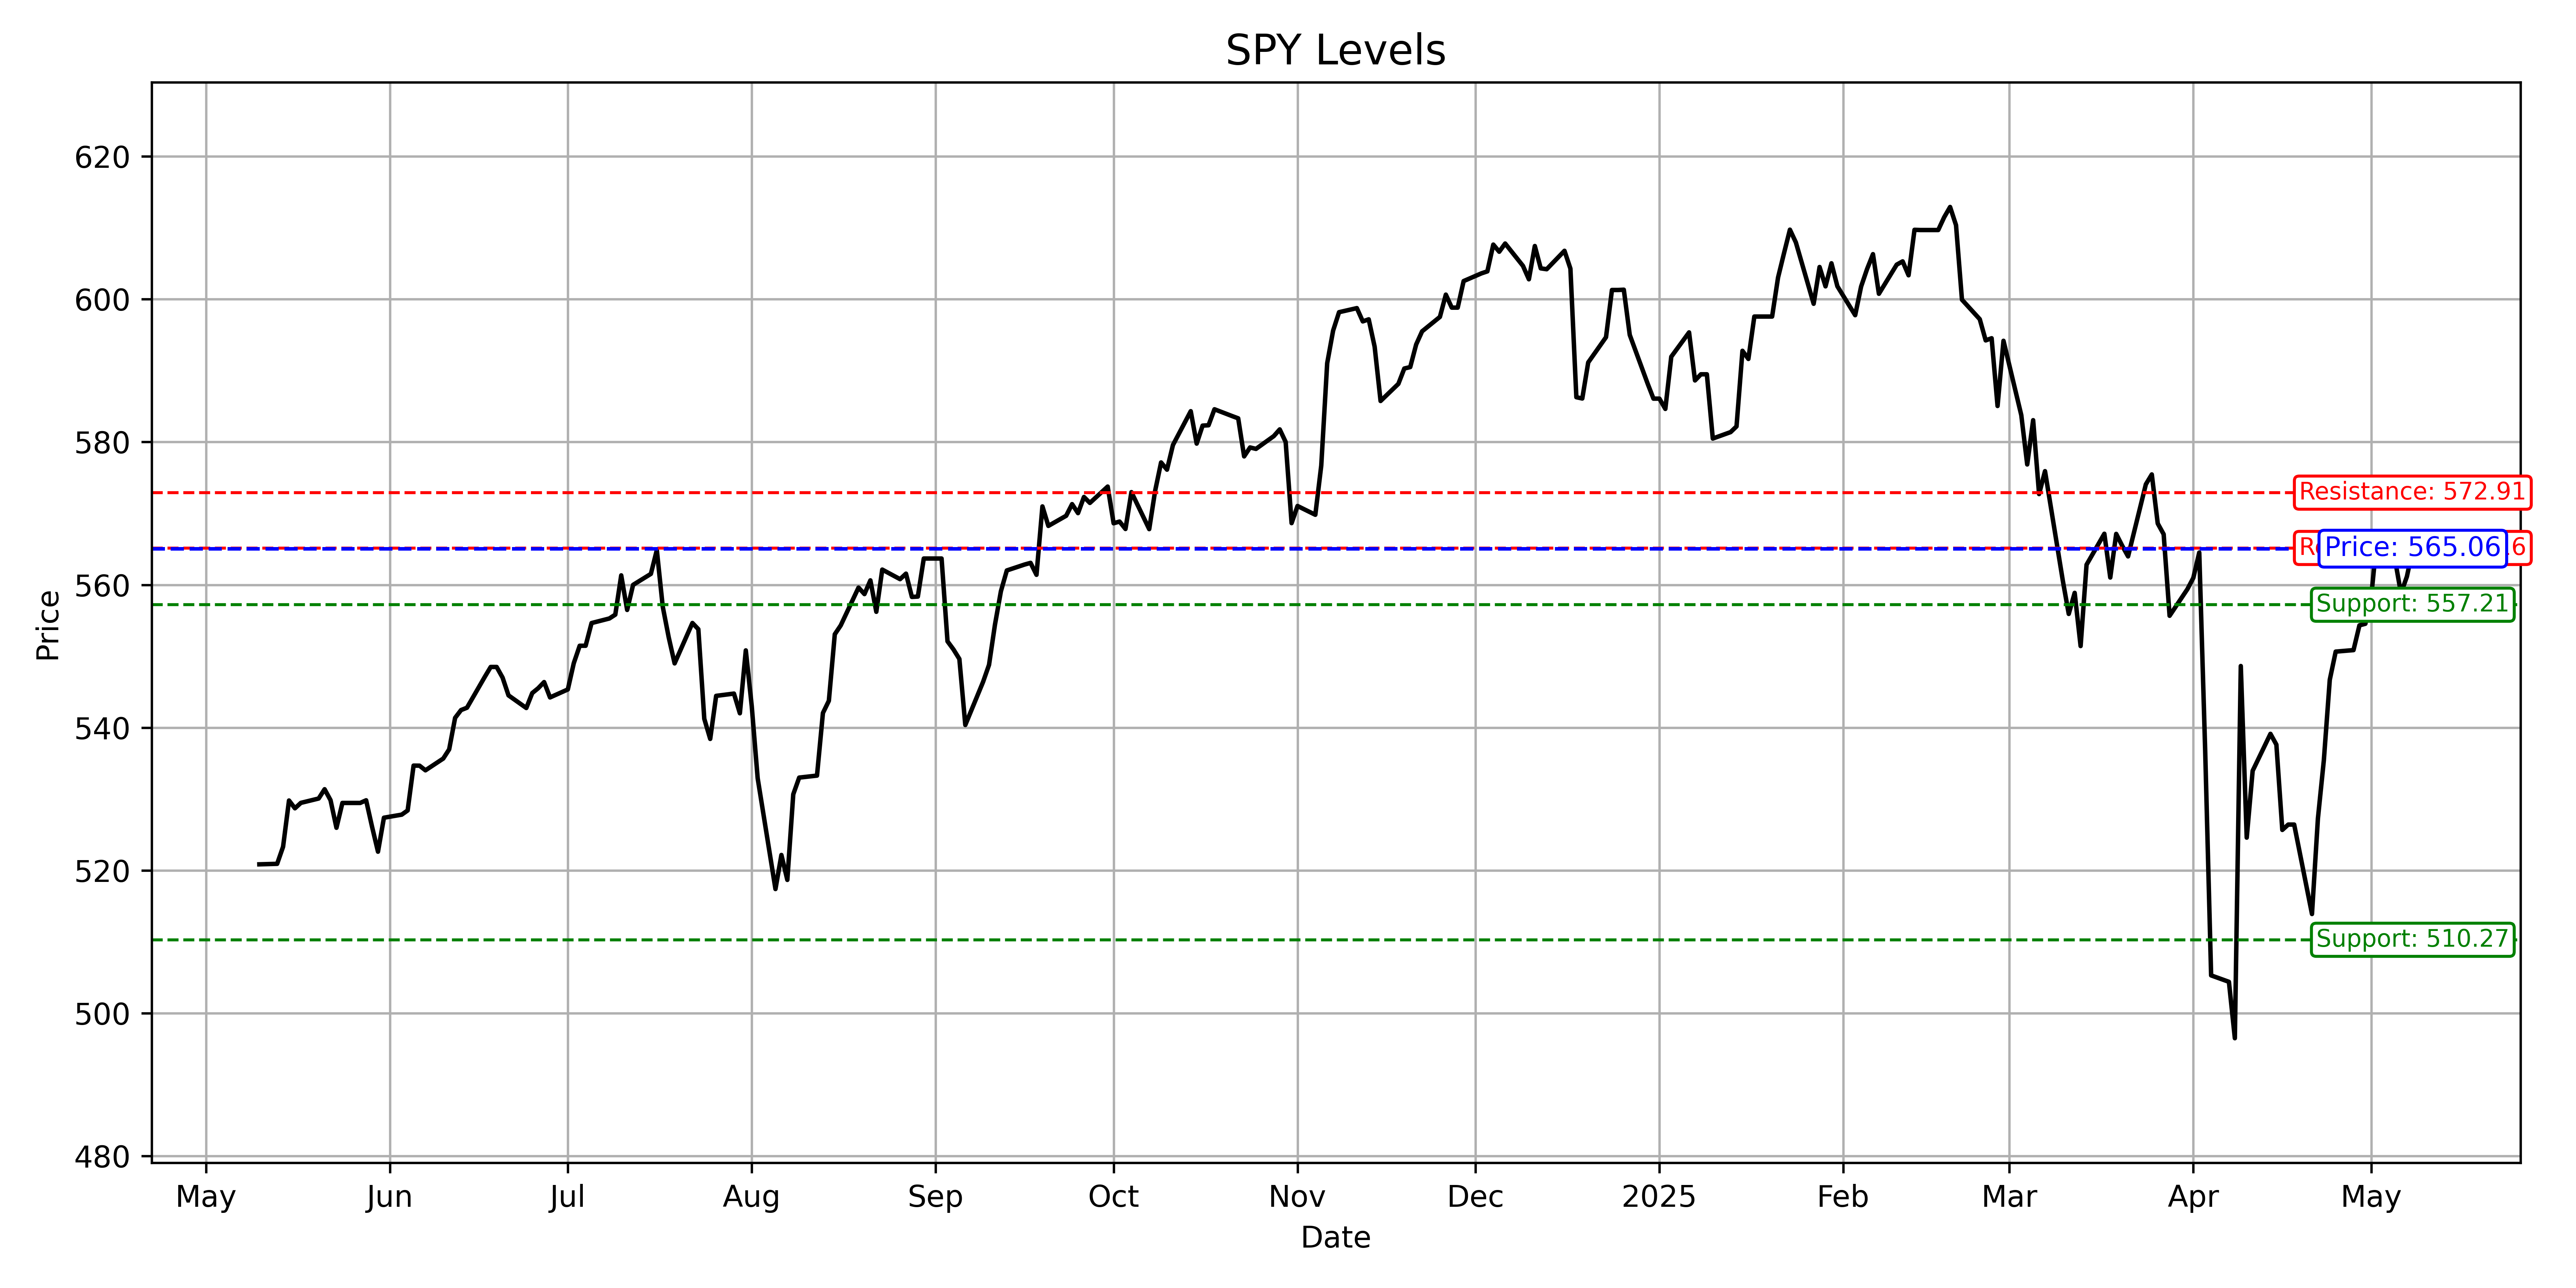 SPY Levels
Price
620
600
580
560
540
520
500
480
Resistance: 572.91
Price: 565.06
Support: 557.21
Support: 510.27
May
Jun
Jul
Aug
Sep
Oct
Nov
Dec
2025
Feb
Mar
Apr
May
Date